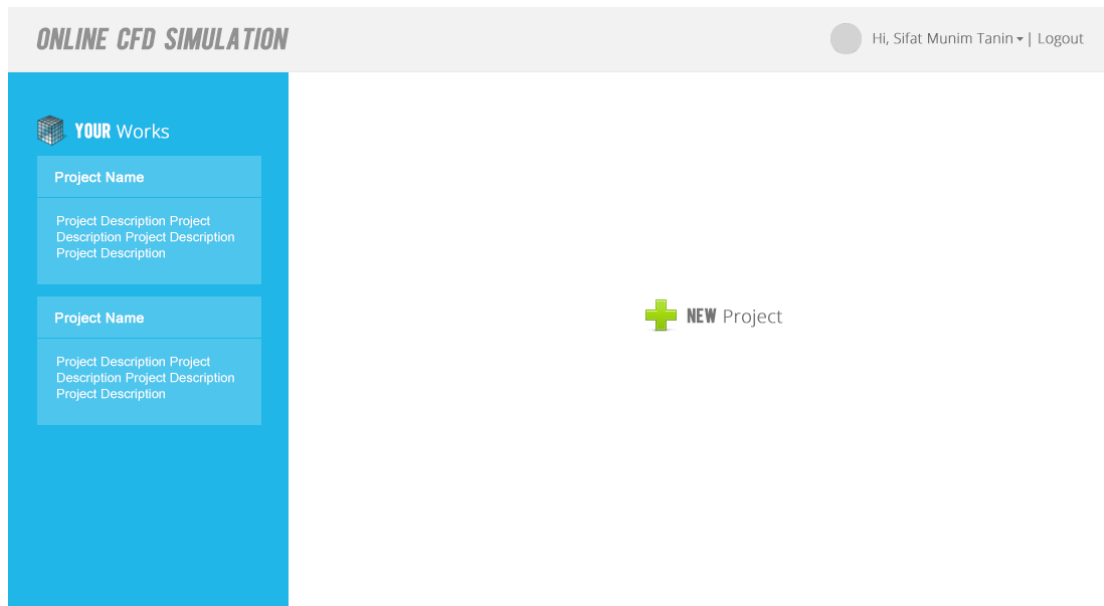 ONLINE CFD SIMULATION
Hi, Sifat Munim Tanin | Logout
YOUR Works
Project Name
Project Description Project
Description Project Description
Project Description
Project Name
Project Description Project
Description Project Description
Project Description
NEW Project